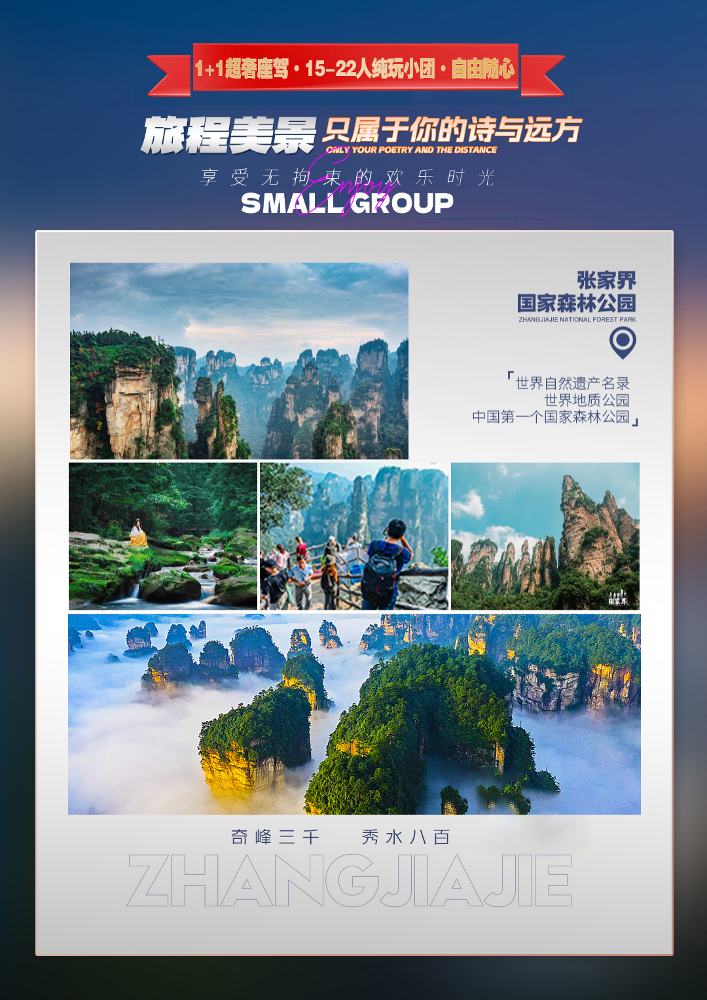 1+1超奢座驾·15-22人纯玩小团·自由随心
旅程美景 只属于你的诗与远方
ONLY YOUR POETRY AND THE DISTANCE
享受无拘束的欢乐时光
Enjoy
SMALL GROUP
张家界
国家森林公园
ZHANGJIAJIE NATIONAL FOREST PARK
「世界自然遗产名录
世界地质公园
中国第一个国家森林公园」
张家界
奇峰三千 秀水八百
ZHANGJIAJIE